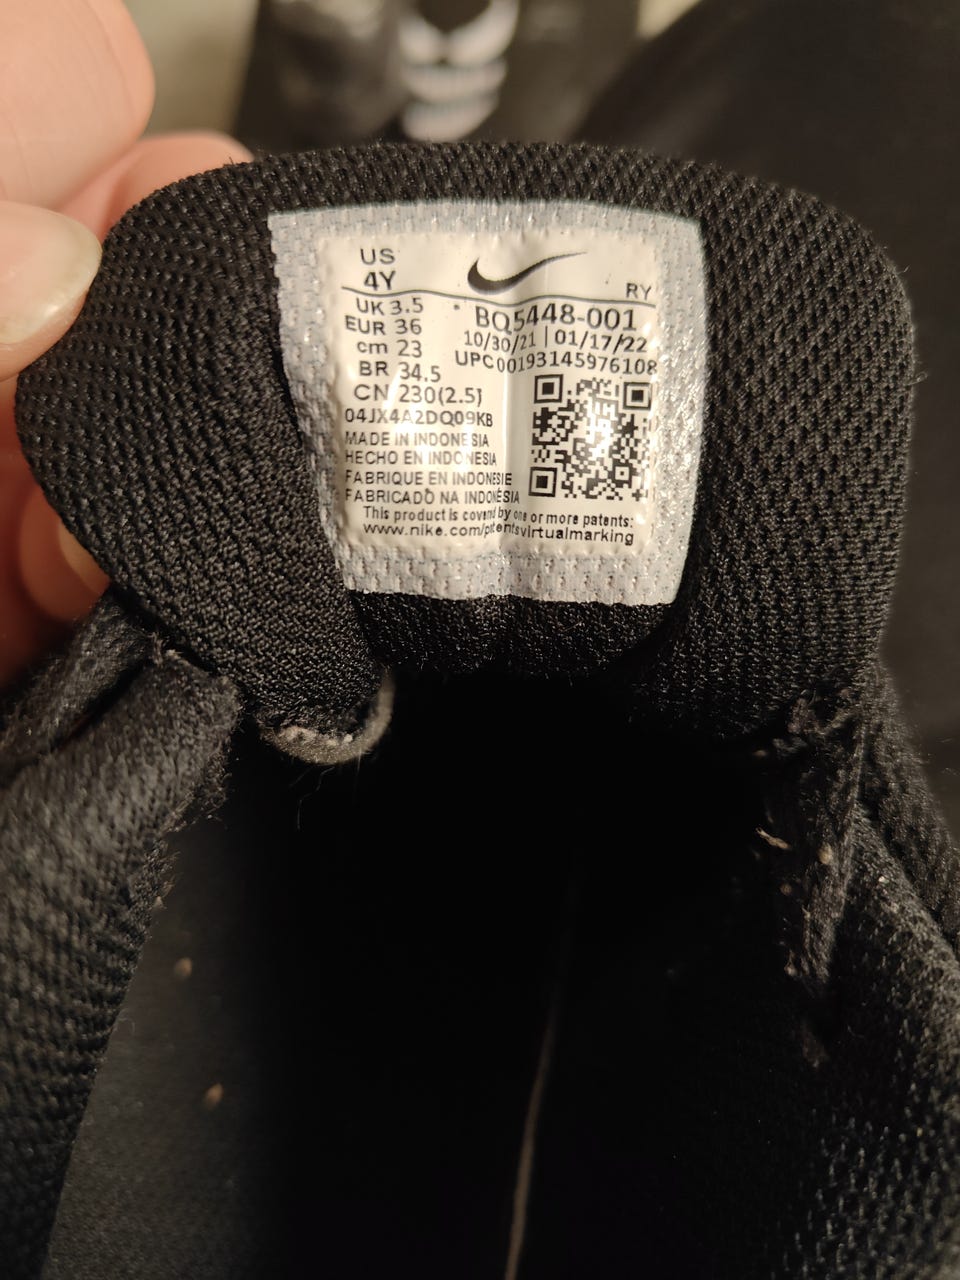 US
4Y
RY
UK 3.5
EUR 36
cm 23
BR 34.5
CN 230(2.5)
BQ5448-001
10/30/21 | 01/17/22
UPC00193145976108
04JX4A2DQ09KB
MADE IN INDONESIA
HECHO EN INDONESIA
FABRIQUE EN INDONESIE
FABRICADO NA INDONÉSIA
This product is covered by one or more patents:
www.nike.com/patentsvirtualmarking